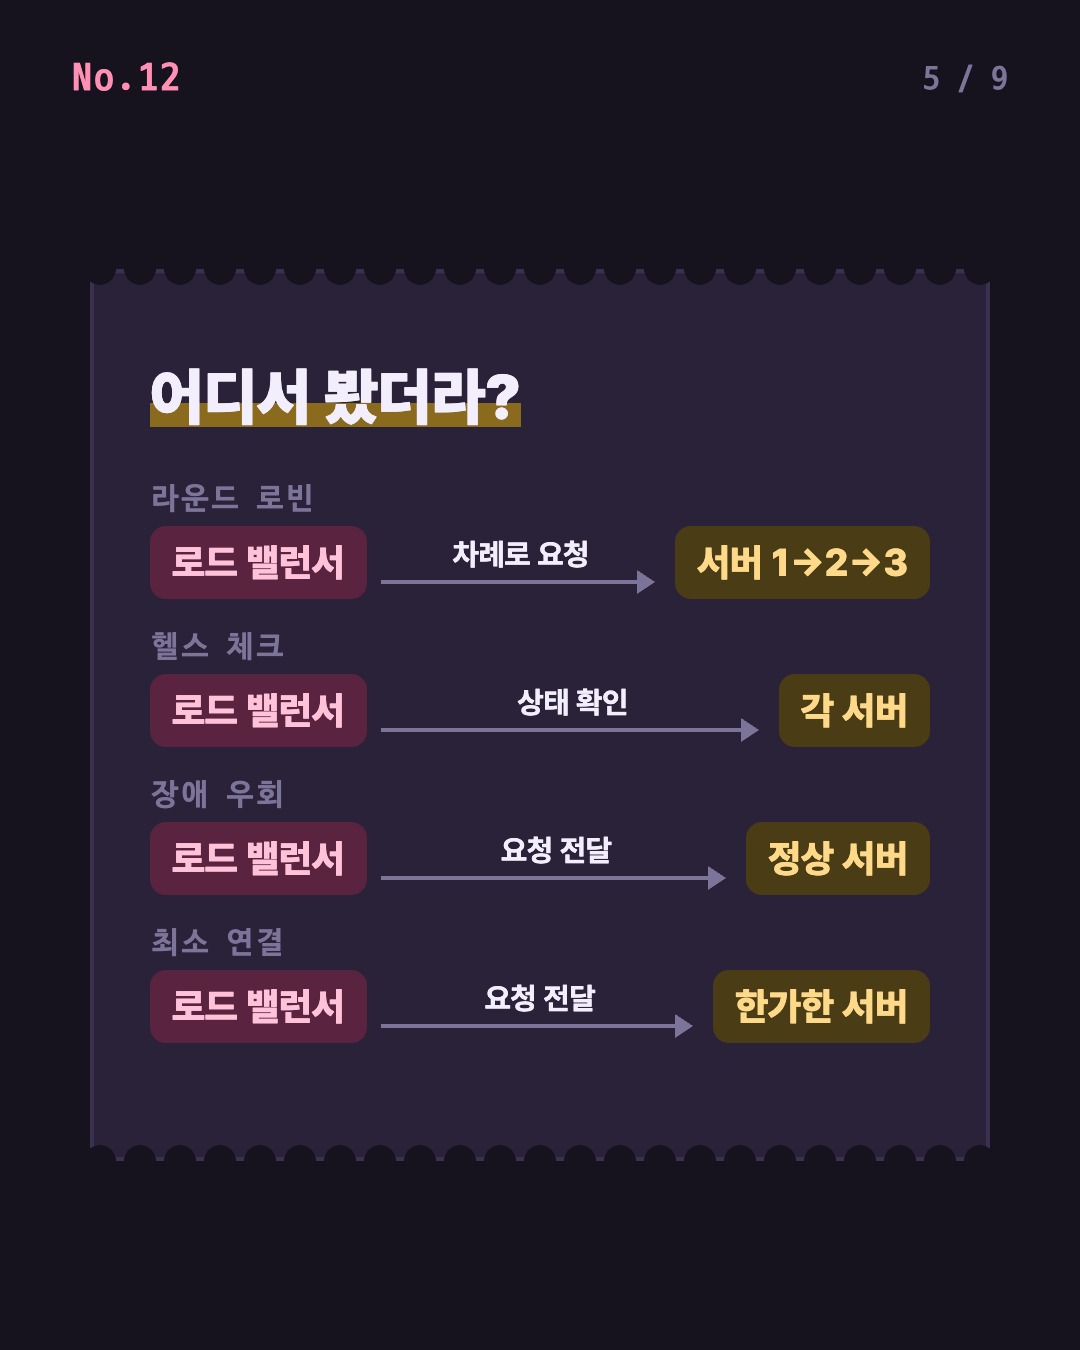 No.12
5 / 9
어디서 봤더라?
라운드 로빈
로드 밸런서
차례로 요청
서버 1→2→3
헬스 체크
로드 밸런서
상태 확인
각 서버
장애 우회
로드 밸런서
요청 전달
정상 서버
최소 연결
로드 밸런서
요청 전달
한가한 서버